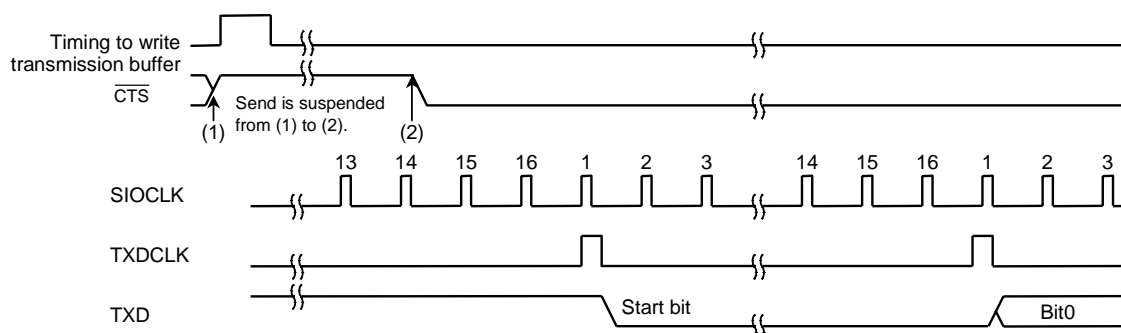 Timing to write
transmission buffer
CTS
Send is suspended
from (1) to (2).
(1)
(2)
13 14 15 16 1 2 3 14 15 16 1 2 3
SIOCLK
TXDCLK
TXD
Start bit
Bit0